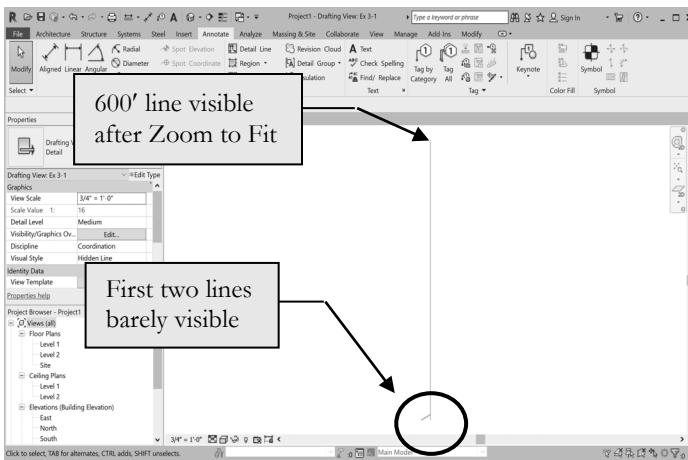 Project1 - Drafting View: Ex 3-1
Type a keyword or phrase
Sign In
File Architecture Structure Systems Steel Insert Annotate Analyze Massing & Site Collaborate View Manage Add-Ins Modify
Modify
Aligned Linear Angular
Radial
Diameter
Spot Elevation
Spot Coordinate
Detail Line
Region
Revision Cloud
Detail Group
Insulation
A Text
Check Spelling
Find/ Replace
Tag by Category
Tag All
Keynote
Symbol
Select
Text
Tag
Color Fill
Symbol
600' line visible
after Zoom to Fit
Properties
Drafting V
Detail
Drafting View: Ex 3-1
Edit Type
Graphics
View Scale 3/4" = 1'-0"
Scale Value 1: 16
Detail Level Medium
Visibility/Graphics Ov... Edit...
Discipline Coordination
Visual Style Hidden Line
Identity Data
View Template
Properties help
First two lines
barely visible
Project Browser - Project1
Views (all)
Floor Plans
Level 1
Level 2
Site
Ceiling Plans
Level 1
Level 2
Elevations (Building Elevation)
East
North
South
3/4" = 1'-0"
Click to select, TAB for alternates, CTRL adds, SHIFT unselects.
:0
Main Model
:0